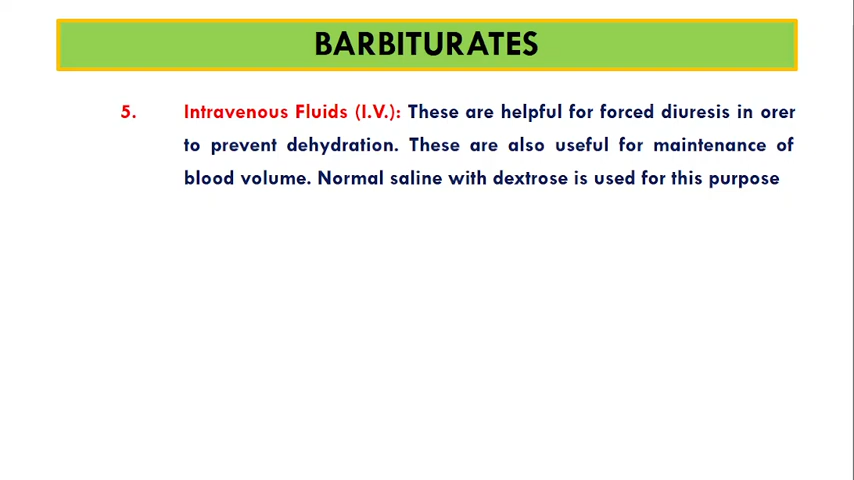 BARBITURATES
5. Intravenous Fluids (I.V.): These are helpful for forced diuresis in orer
to prevent dehydration. These are also useful for maintenance of
blood volume. Normal saline with dextrose is used for this purpose